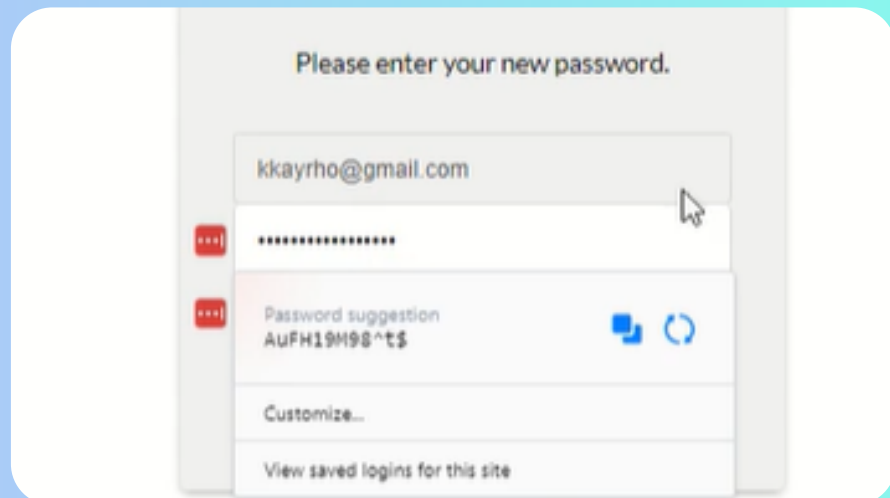 Please enter your new password.
kkayrho@gmail.com
•••••••••••••••••
Password suggestion
AuFH19M98^t$
Customize...
View saved logins for this site